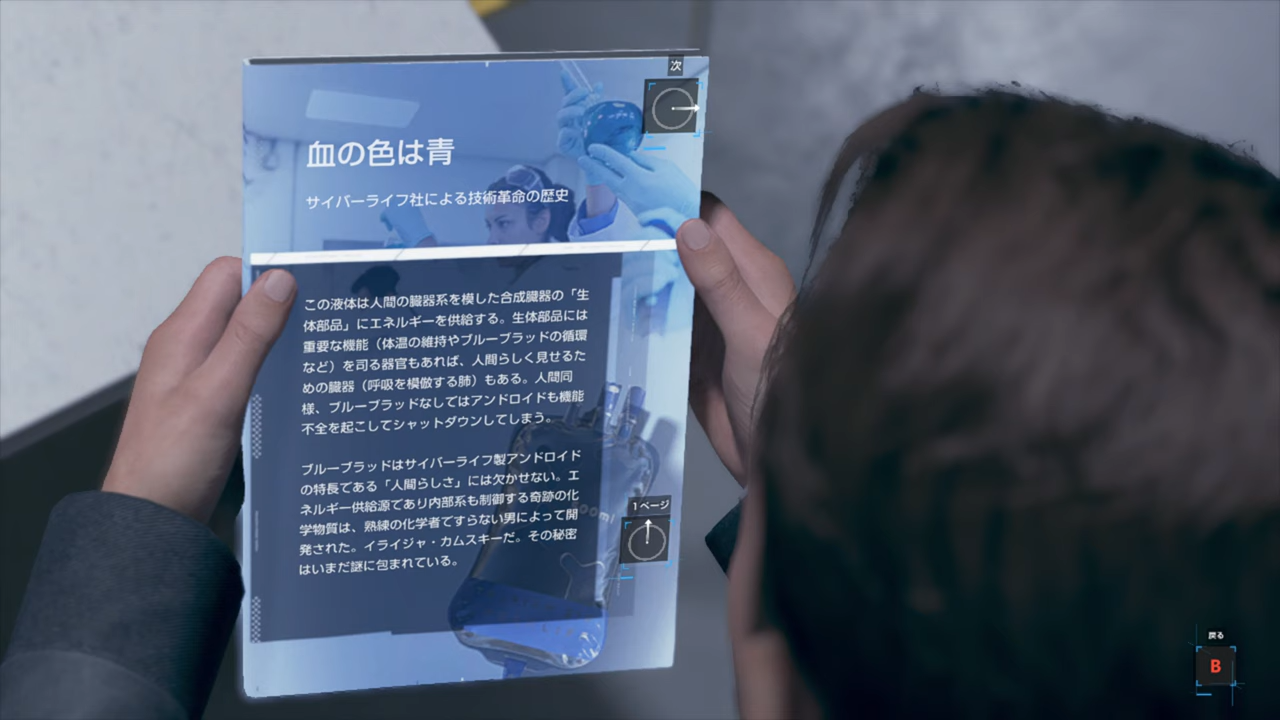 次
血の色は青
サイバーライフ社による技術革命の歴史
この液体は人間の臓器系を模した合成臓器の「生
体部品」にエネルギーを供給する。生体部品には
重要な機能（体温の維持やブルーブラッドの循環
など）を司る器官もあれば、人間らしく見せるた
めの臓器（呼吸を模倣する肺）もある。人間同
様、ブルーブラッドなしではアンドロイドも機能
不全を起こしてシャットダウンしてしまう。
ブルーブラッドはサイバーライフ製アンドロイド
の特長である「人間らしさ」には欠かせない。エ
ネルギー供給源であり内部系も制御する奇跡の化
学物質は、熟練の化学者ですらない男によって開
発された。イライジャ・カムスキーだ。その秘密
はいまだ謎に包まれている。
1ページ
戻る
B